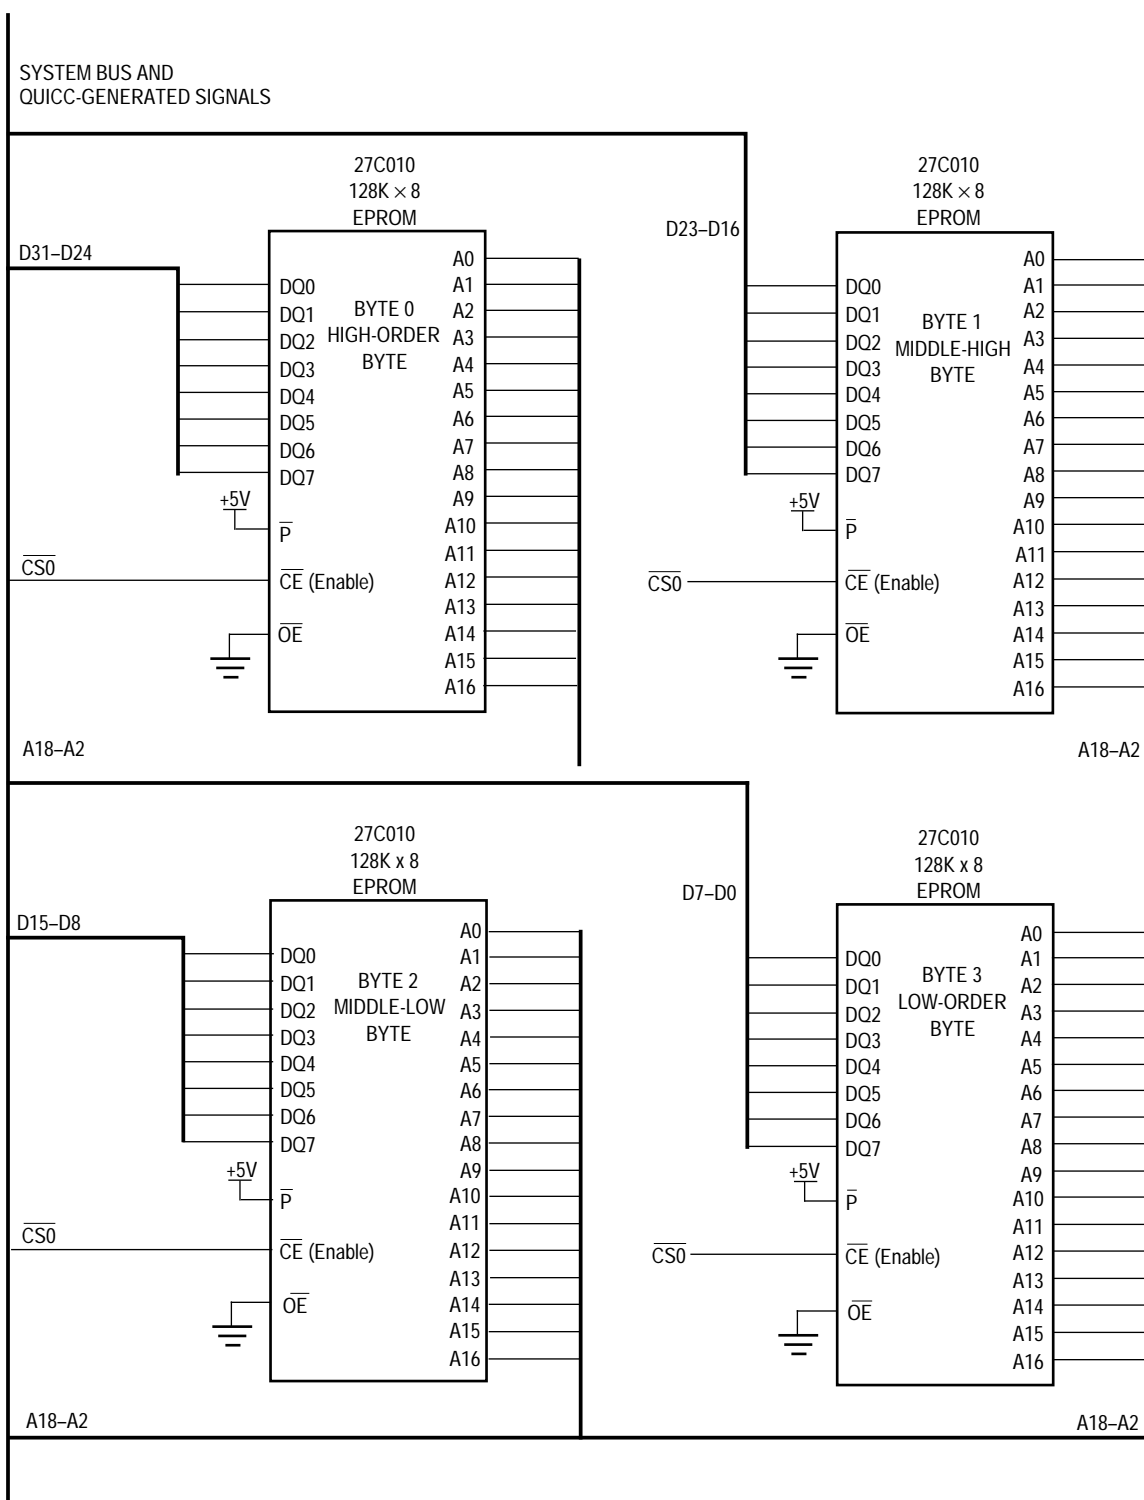 SYSTEM BUS AND
QUICC-GENERATED SIGNALS
27C010
128K × 8
EPROM
D31–D24
DQ0
DQ1
DQ2
DQ3
DQ4
DQ5
DQ6
DQ7
BYTE 0
HIGH-ORDER
BYTE
A0
A1
A2
A3
A4
A5
A6
A7
A8
A9
A10
A11
A12
A13
A14
A15
A16
+5V
P
CS0
CE (Enable)
OE
A18–A2
27C010
128K × 8
EPROM
D23–D16
DQ0
DQ1
DQ2
DQ3
DQ4
DQ5
DQ6
DQ7
BYTE 1
MIDDLE-HIGH
BYTE
A0
A1
A2
A3
A4
A5
A6
A7
A8
A9
A10
A11
A12
A13
A14
A15
A16
+5V
P
CS0
CE (Enable)
OE
A18–A2
27C010
128K x 8
EPROM
D15–D8
DQ0
DQ1
DQ2
DQ3
DQ4
DQ5
DQ6
DQ7
BYTE 2
MIDDLE-LOW
BYTE
A0
A1
A2
A3
A4
A5
A6
A7
A8
A9
A10
A11
A12
A13
A14
A15
A16
+5V
P
CS0
CE (Enable)
OE
A18–A2
27C010
128K x 8
EPROM
D7–D0
DQ0
DQ1
DQ2
DQ3
DQ4
DQ5
DQ6
DQ7
BYTE 3
LOW-ORDER
BYTE
A0
A1
A2
A3
A4
A5
A6
A7
A8
A9
A10
A11
A12
A13
A14
A15
A16
+5V
P
CS0
CE (Enable)
OE
A18–A2